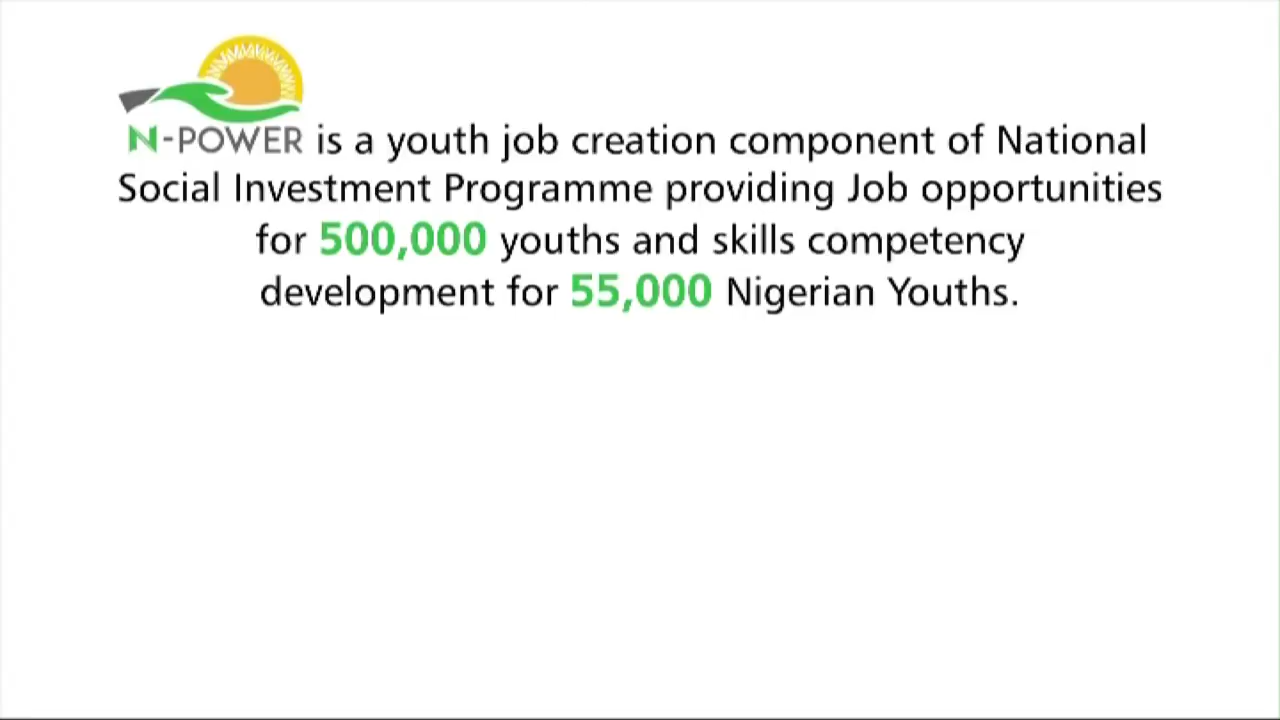 N-POWER is a youth job creation component of National
Social Investment Programme providing Job opportunities
for 500,000 youths and skills competency
development for 55,000 Nigerian Youths.